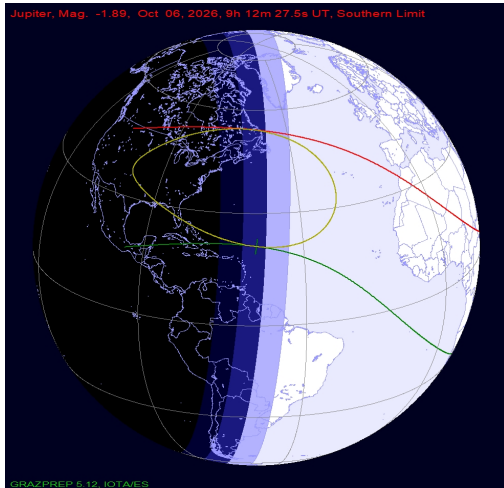 Jupiter, Mag. -1.89, Oct 06, 2026, 9h 12m 27.5s UT, Southern Limit
GRAZPREP 5.12, IOTA/ES